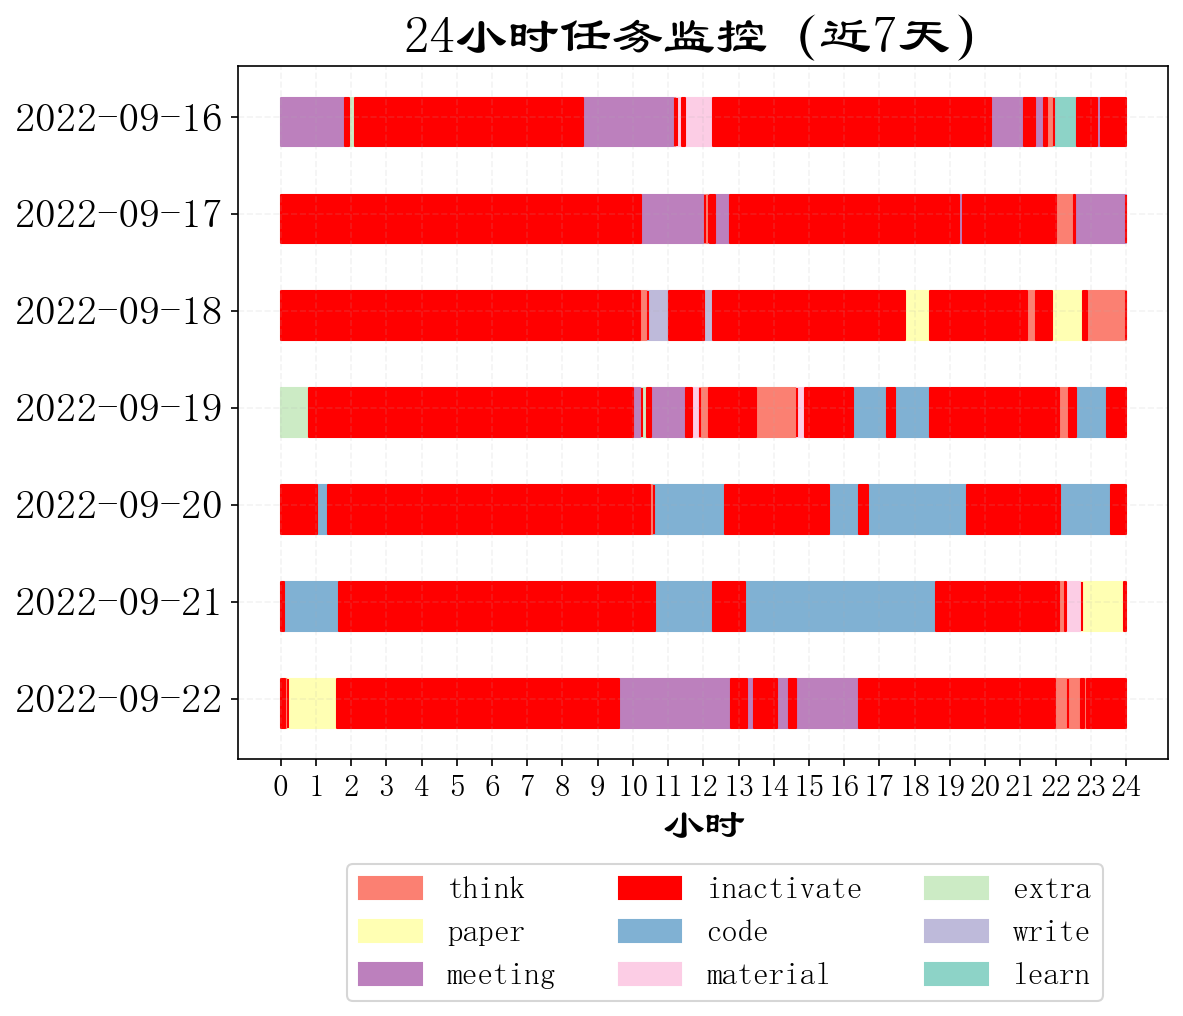 24小时任务监控 (近7天)
2022-09-16
2022-09-17
2022-09-18
2022-09-19
2022-09-20
2022-09-21
2022-09-22
0 1 2 3 4 5 6 7 8 9 10 11 12 13 14 15 16 17 18 19 20 21 22 23 24
小时
think inactivate extra
paper code write
meeting material learn